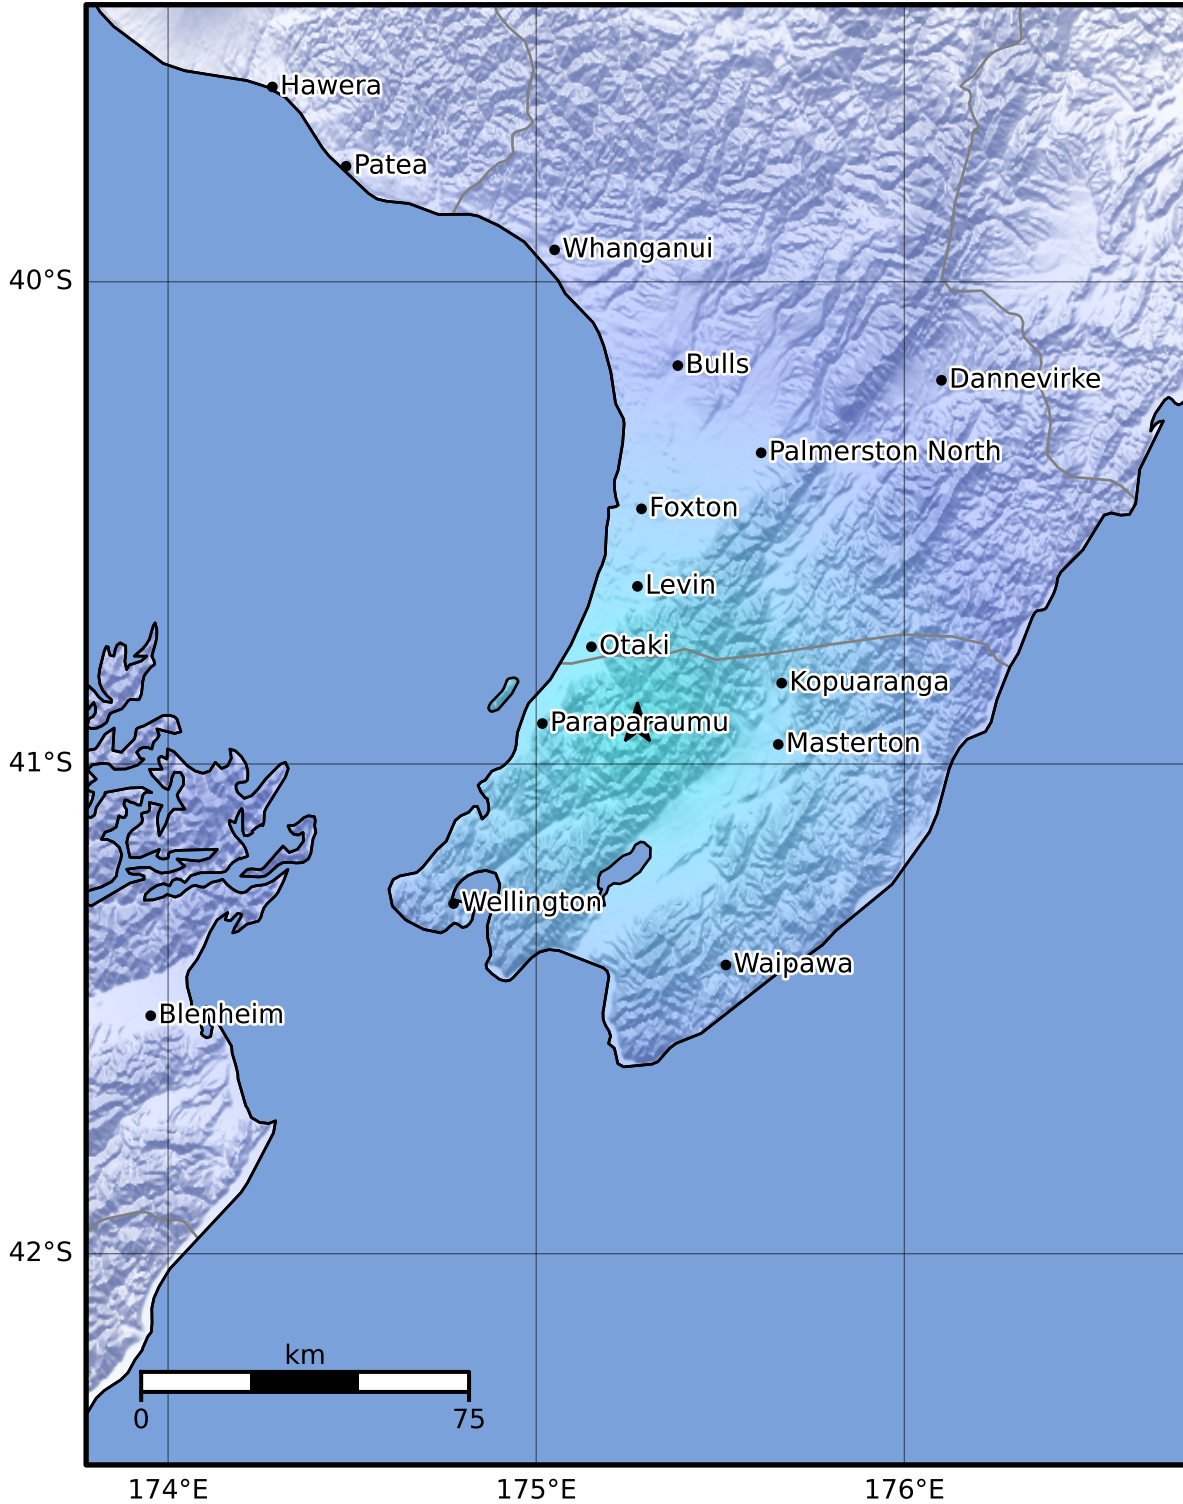 Hawera
Patea
Whanganui
40°S
Bulls
Dannevirke
Palmerston North
Foxton
Levin
Otaki
Kopuaranga
Paraparaumu
Masterton
41°S
Wellington
Waipawa
Blenheim
42°S
km
0
75
174°E
175°E
176°E